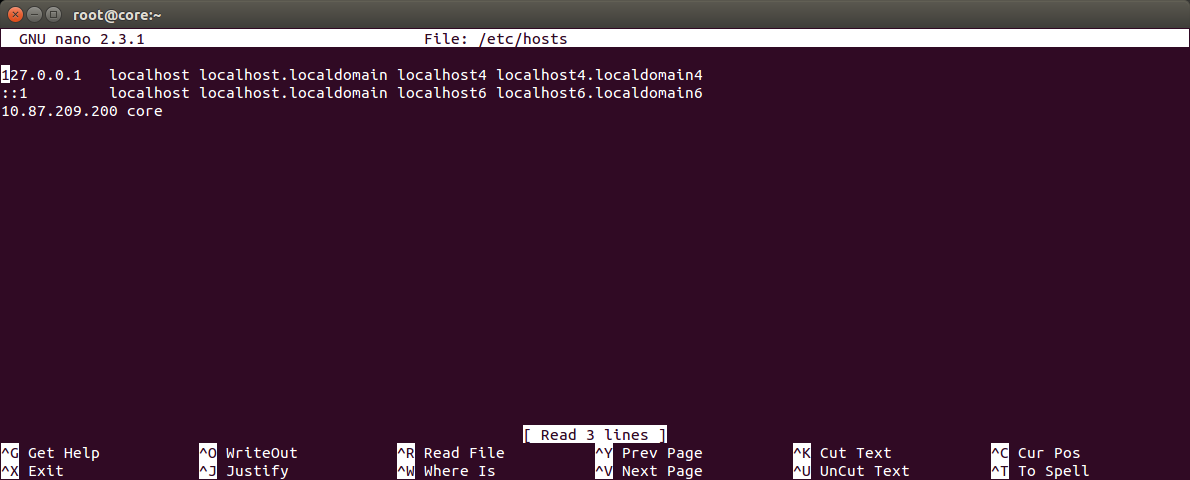 root@core:~
GNU nano 2.3.1 File: /etc/hosts
127.0.0.1 localhost localhost.localdomain localhost4 localhost4.localdomain4
::1 localhost localhost.localdomain localhost6 localhost6.localdomain6
10.87.209.200 core
[ Read 3 lines ]
^G Get Help ^O WriteOut ^R Read File ^Y Prev Page ^K Cut Text ^C Cur Pos
^X Exit ^J Justify ^W Where Is ^V Next Page ^U UnCut Text ^T To Spell